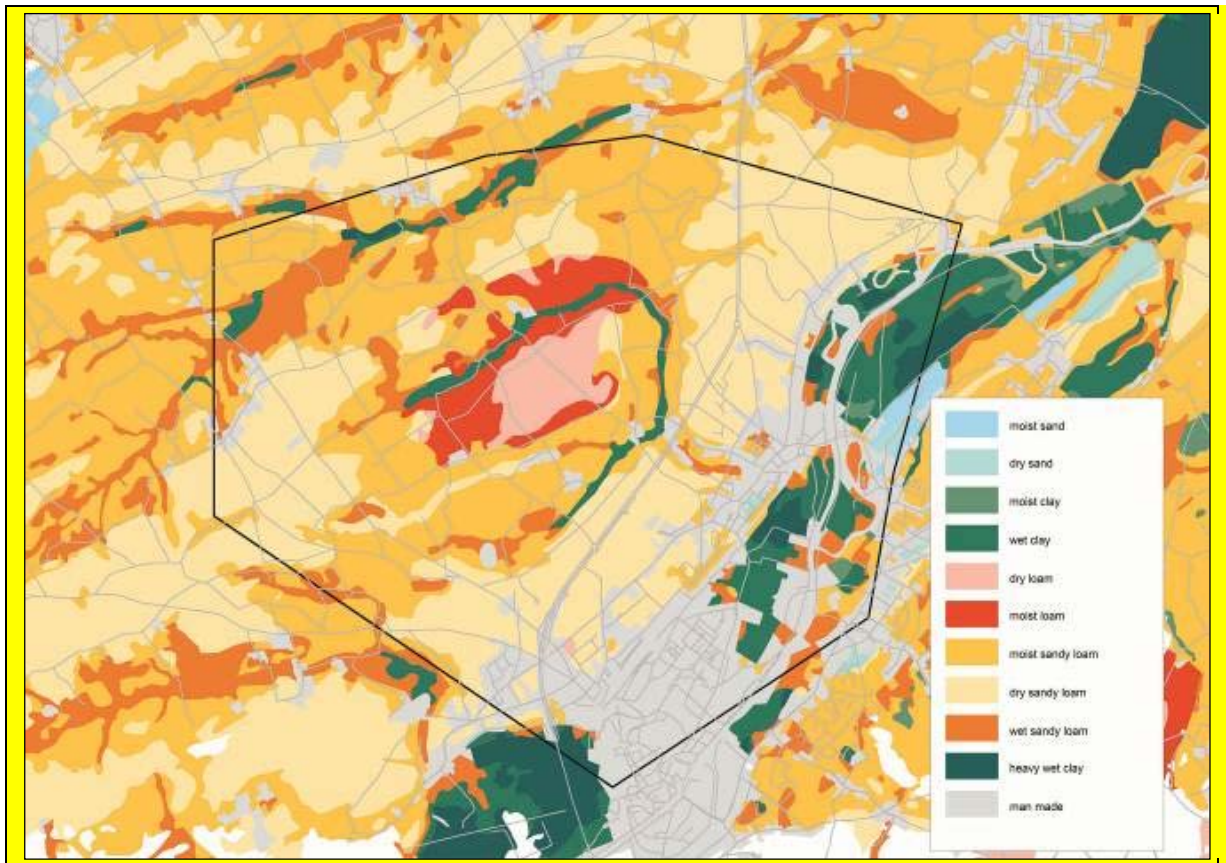 moist sand
dry sand
moist clay
wet clay
dry loam
moist loam
moist sandy loam
dry sandy loam
wet sandy loam
heavy wet clay
man made